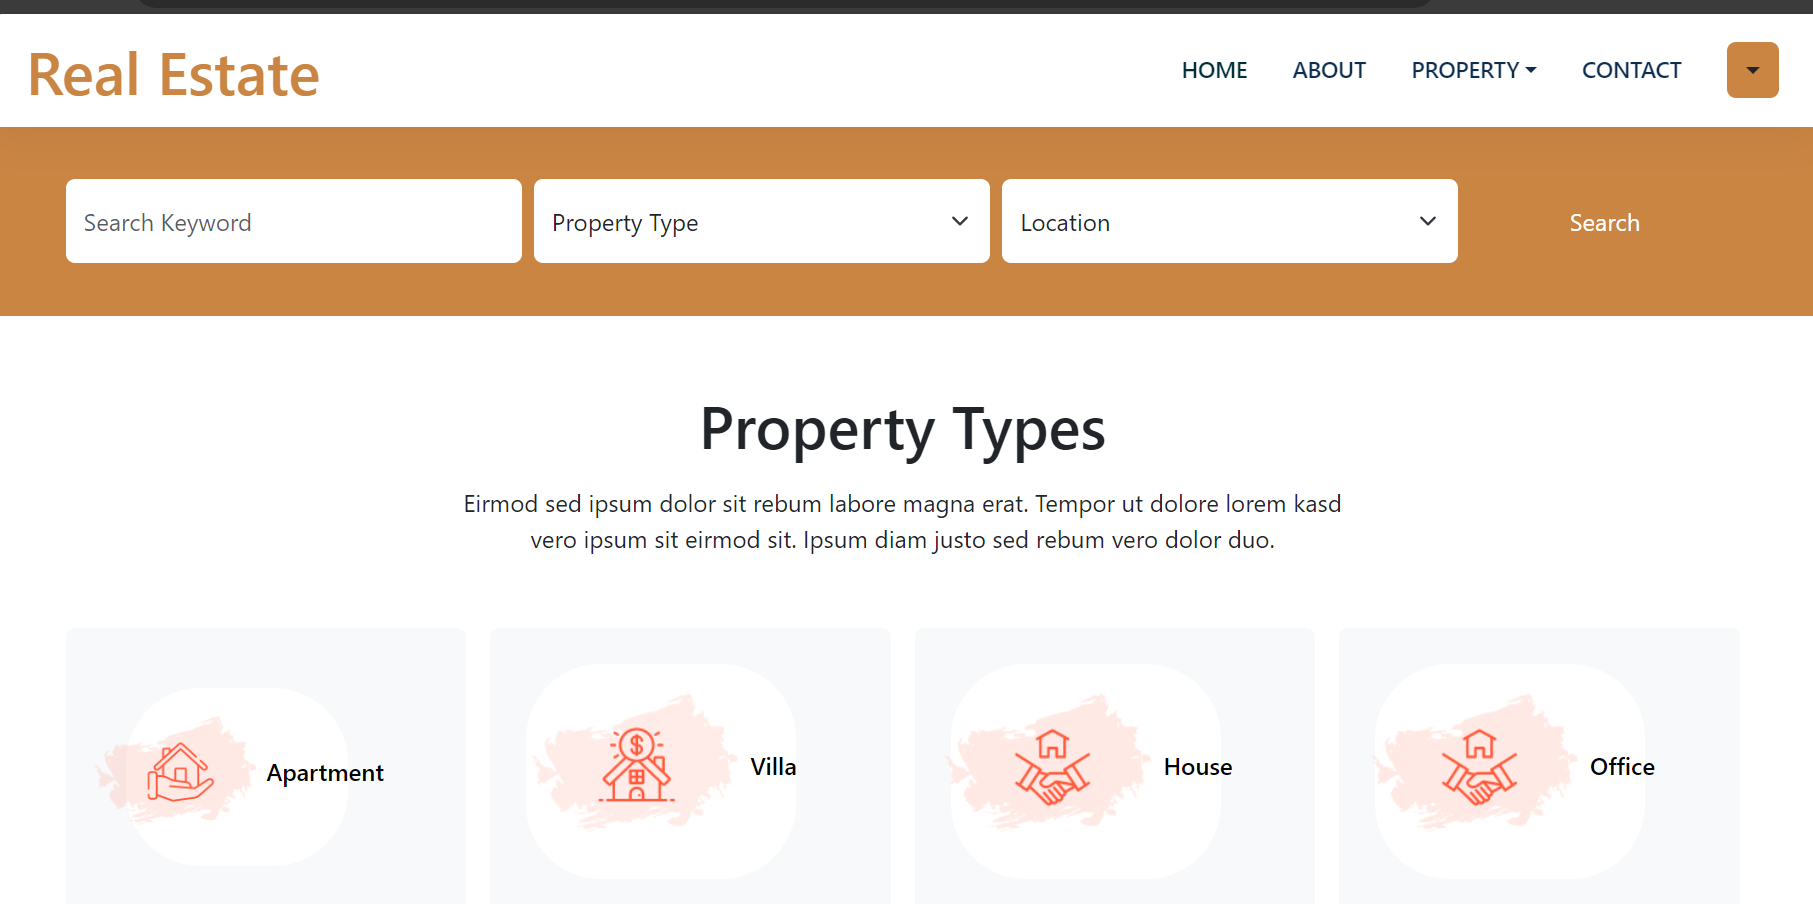 Real Estate
HOME ABOUT PROPERTY CONTACT
Search Keyword Property Type Location Search
Property Types
Eirmod sed ipsum dolor sit rebum labore magna erat. Tempor ut dolore lorem kasd
vero ipsum sit eirmod sit. Ipsum diam justo sed rebum vero dolor duo.
Apartment Villa House Office